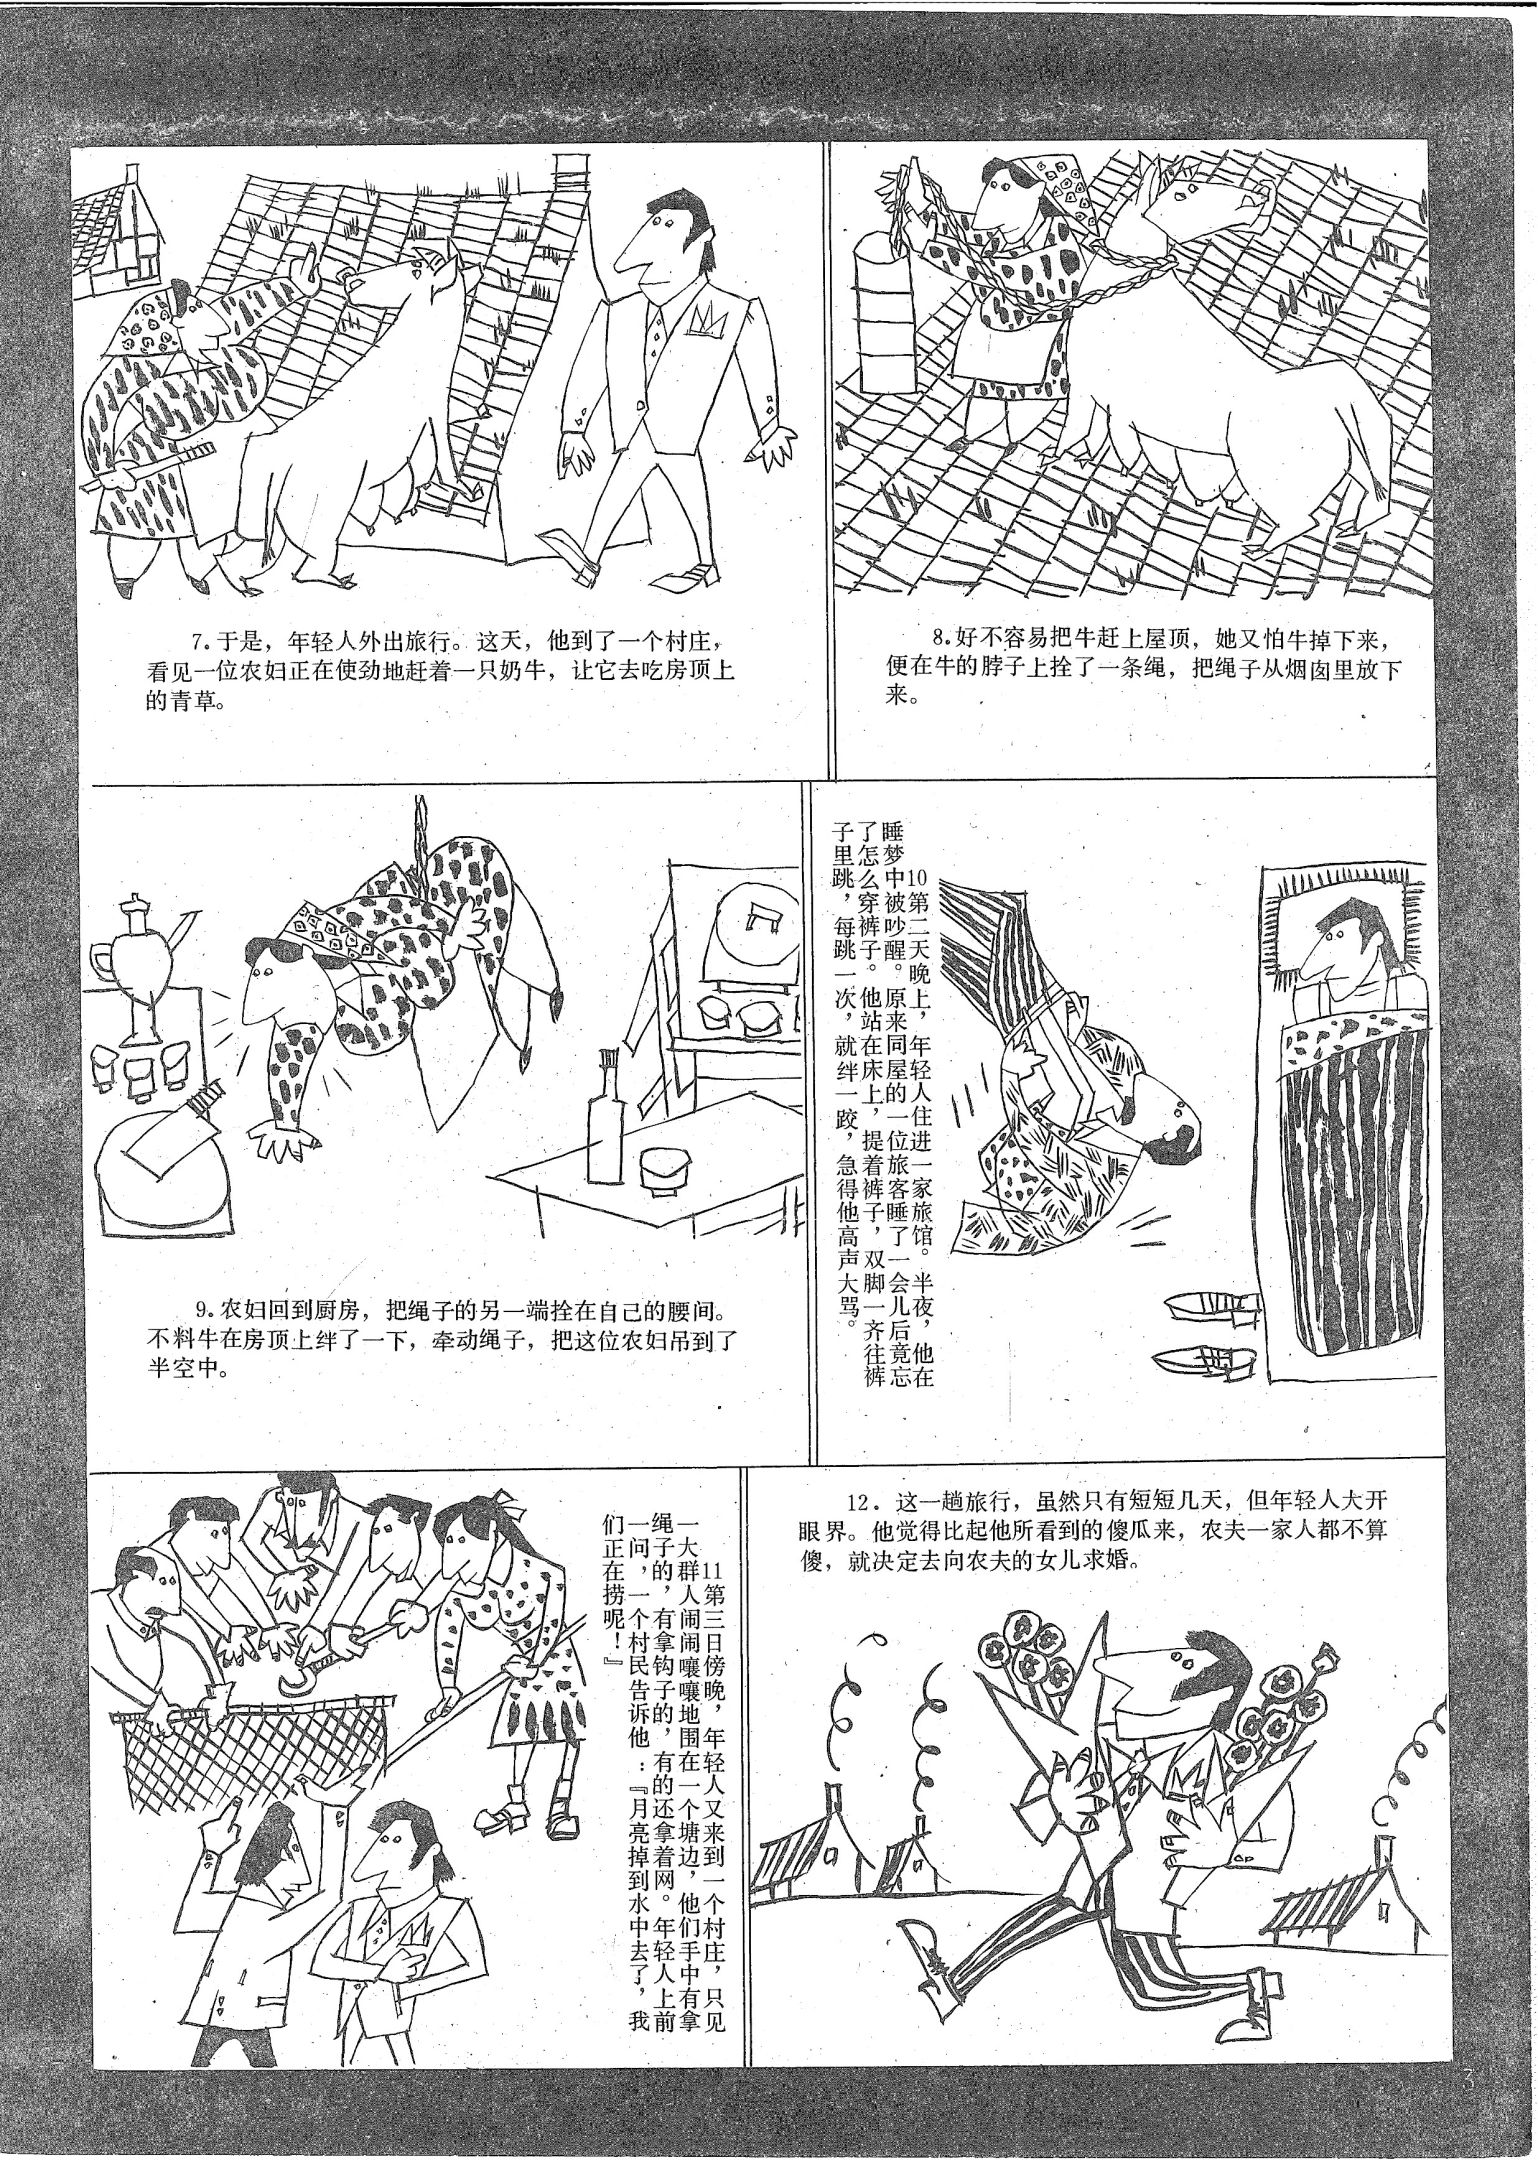 7.于是，年轻人外出旅行。这天，他到了一个村庄，
看见一位农妇正在使劲地赶着一只奶牛，让它去吃房顶上
的青草。
8.好不容易把牛赶上屋顶，她又怕牛掉下来，
便在牛的脖子上拴了一条绳，把绳子从烟囱里放下
来。
9.农妇回到厨房，把绳子的另一端拴在自己的腰间。
不料牛在房顶上绊了一下，牵动绳子，把这位农妇吊到了
半空中。
10第二天晚上，年轻人住进一家旅馆。半夜，他在
睡梦中被吵醒。原来同屋的一位旅客睡了一会儿后竟忘
了怎么穿裤子。他站在床上，提着裤子，双脚一齐往裤
子里跳，每跳一次，就绊一跤，急得他高声大骂。
11第三日傍晚，年轻人又来到一个村庄，只见
一大群人闹闹嚷嚷地围在一个塘边，他们手中有拿
绳子的，有拿钩子的，有的还拿着网。年轻人上前
一问，一个村民告诉他：『月亮掉到水中去了，我
们正在捞呢！』
12．这一趟旅行，虽然只有短短几天，但年轻人大开
眼界。他觉得比起他所看到的傻瓜来，农夫一家人都不算
傻，就决定去向农夫的女儿求婚。
3